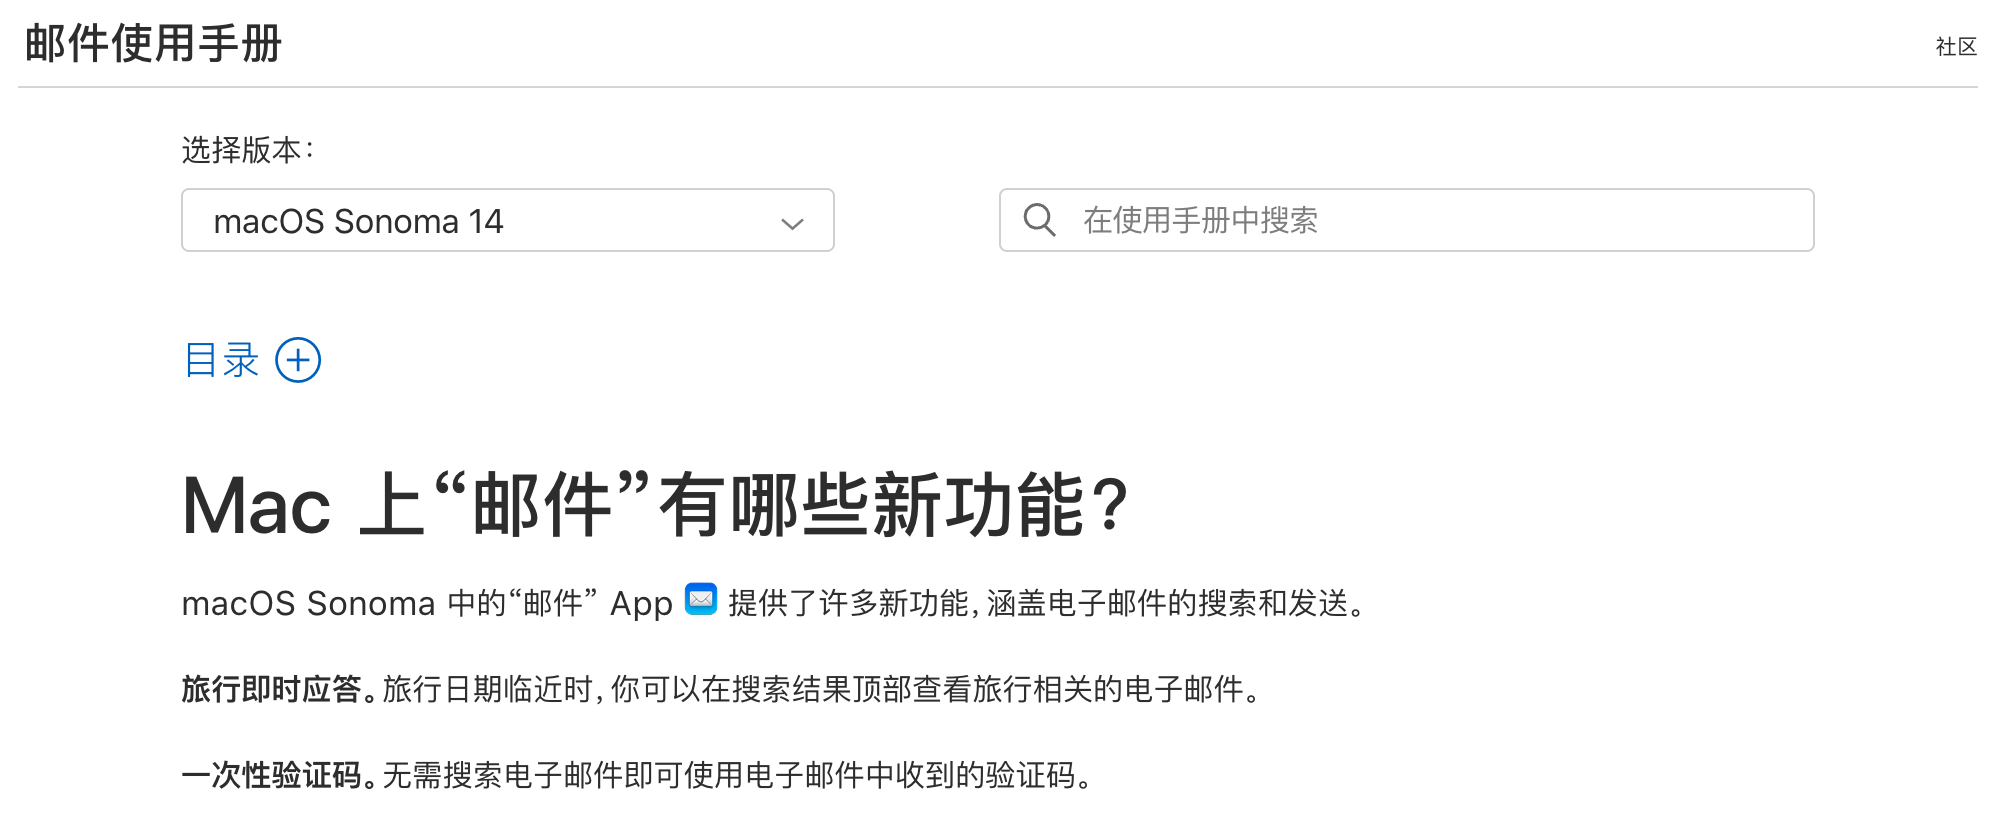 邮件使用手册
社区
选择版本：
macOS Sonoma 14
在使用手册中搜索
目录
Mac 上“邮件”有哪些新功能？
macOS Sonoma 中的“邮件” App 提供了许多新功能，涵盖电子邮件的搜索和发送。
旅行即时应答。旅行日期临近时，你可以在搜索结果顶部查看旅行相关的电子邮件。
一次性验证码。无需搜索电子邮件即可使用电子邮件中收到的验证码。